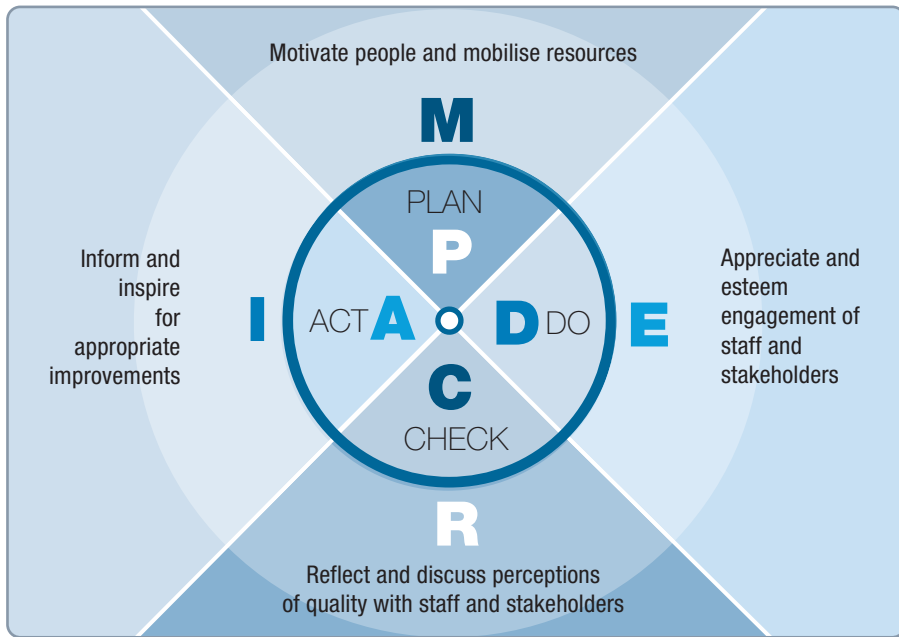 Motivate people and mobilise resources
M
PLAN
P
Inform and
inspire
for
appropriate
improvements
I
ACT A
D DO
E
Appreciate and
esteem
engagement of
staff and
stakeholders
C
CHECK
R
Reflect and discuss perceptions
of quality with staff and stakeholders